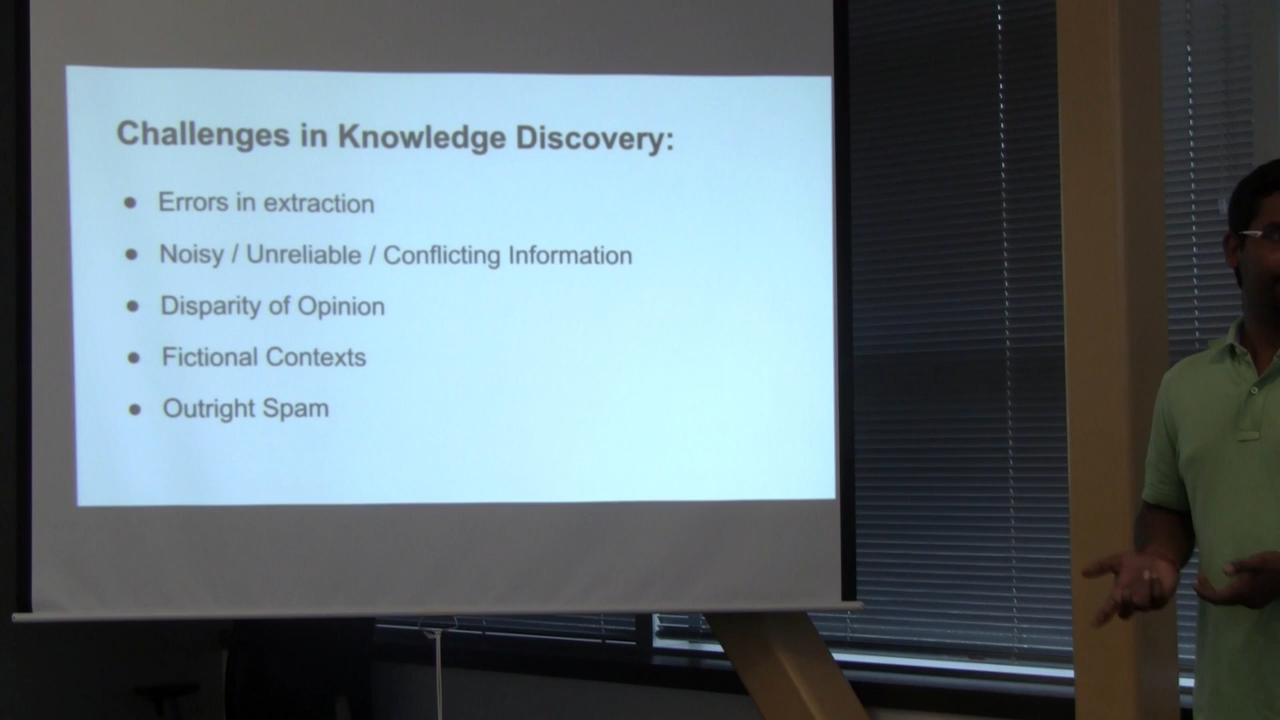 Challenges in Knowledge Discovery:
● Errors in extraction
● Noisy / Unreliable / Conflicting Information
● Disparity of Opinion
● Fictional Contexts
● Outright Spam